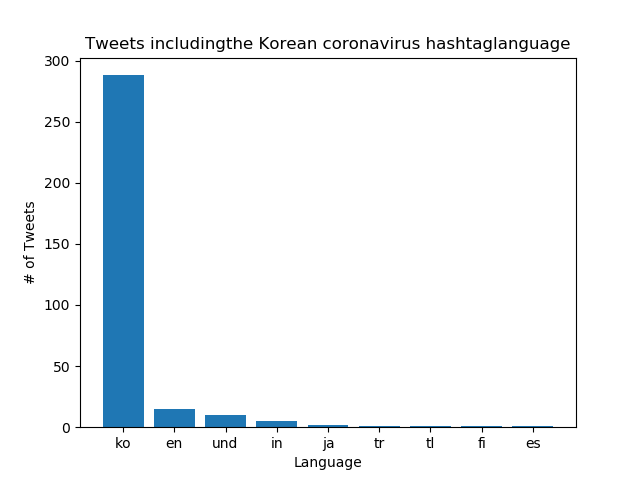 Tweets includingthe Korean coronavirus hashtaglanguage
300
250
200
150
100
50
0
# of Tweets
ko en und in ja tr tl fi es
Language